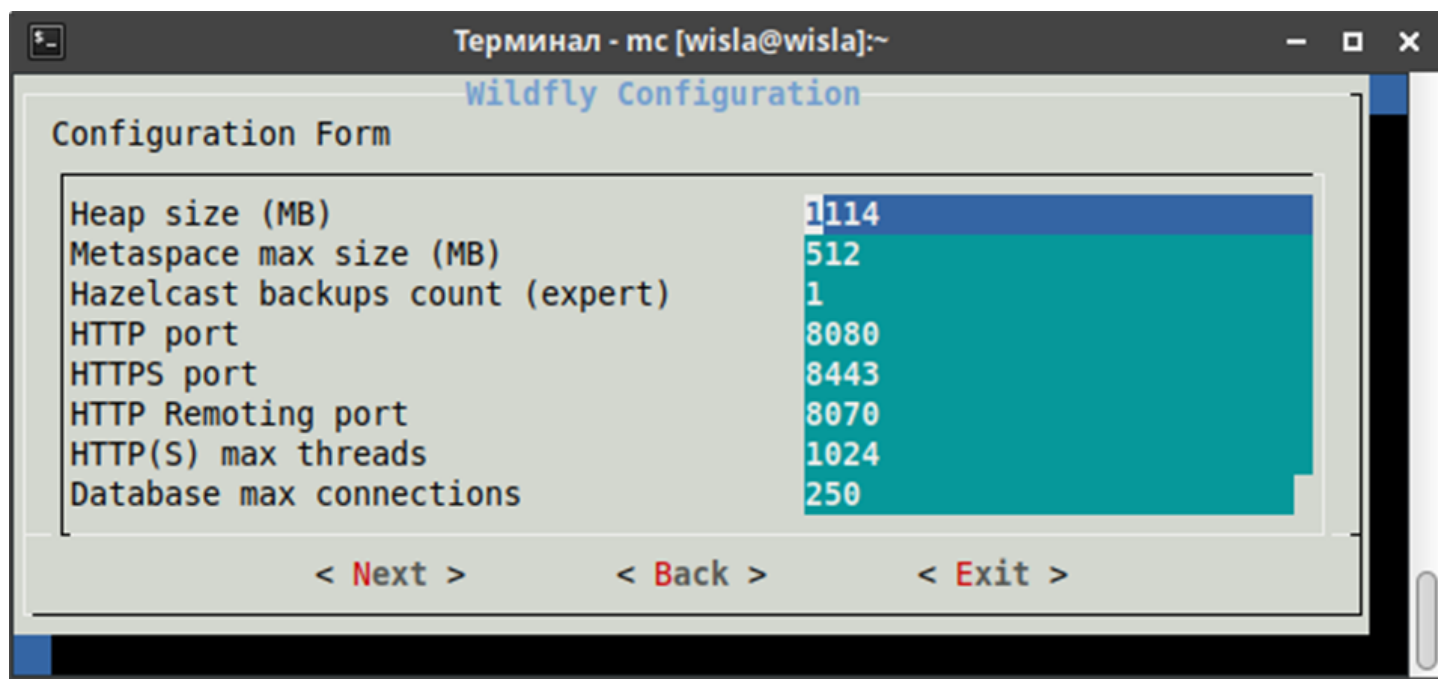 Терминал - mc [wisla@wisla]:~
Wildfly Configuration
Configuration Form
Heap size (MB) 1114
Metaspace max size (MB) 512
Hazelcast backups count (expert) 1
HTTP port 8080
HTTPS port 8443
HTTP Remoting port 8070
HTTP(S) max threads 1024
Database max connections 250
< Next > < Back > < Exit >